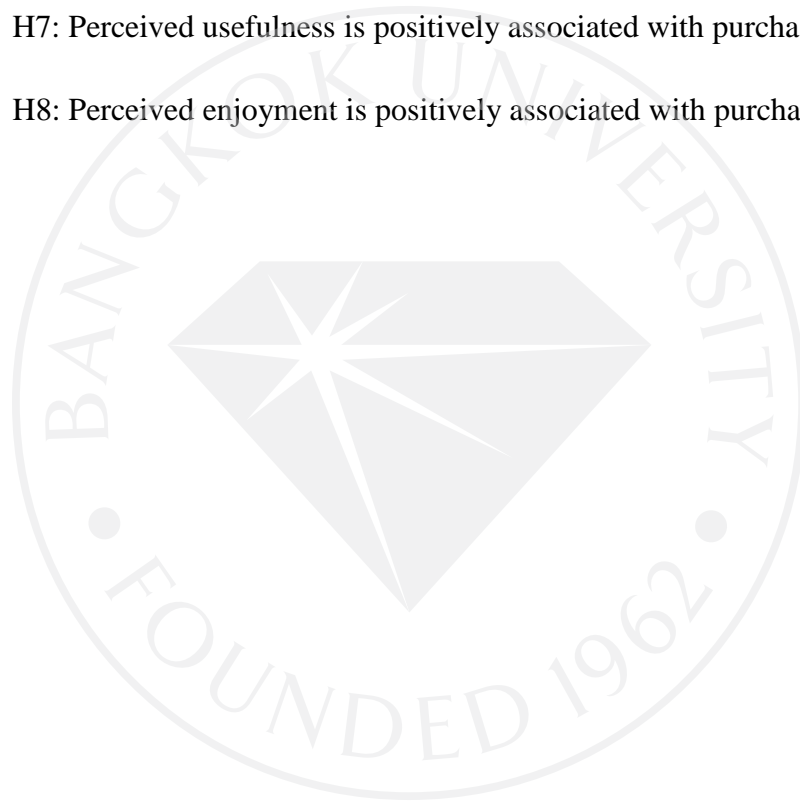 H7: Perceived usefulness is positively associated with purcha
H8: Perceived enjoyment is positively associated with purcha
BANGKOK UNIVERSITY
• FOUNDED 1962 •